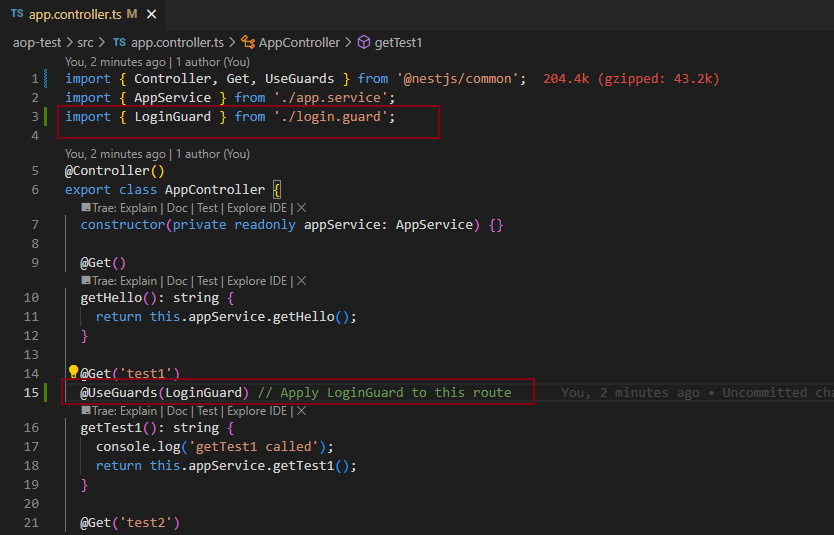 TS app.controller.ts M ×
aop-test > src > TS app.controller.ts > AppController > getTest1
You, 2 minutes ago | 1 author (You)
1 import { Controller, Get, UseGuards } from '@nestjs/common'; 204.4k (gzipped: 43.2k)
2 import { AppService } from './app.service';
3 import { LoginGuard } from './login.guard';
4
You, 2 minutes ago | 1 author (You)
5 @Controller()
6 export class AppController {
Trae: Explain | Doc | Test | Explore IDE | ×
7 constructor(private readonly appService: AppService) {}
8
9 @Get()
Trae: Explain | Doc | Test | Explore IDE | ×
10 getHello(): string {
11 return this.appService.getHello();
12 }
13
14 @Get('test1')
15 @UseGuards(LoginGuard) // Apply LoginGuard to this route You, 2 minutes ago • Uncommitted cha
Trae: Explain | Doc | Test | Explore IDE | ×
16 getTest1(): string {
17 console.log('getTest1 called');
18 return this.appService.getTest1();
19 }
20
21 @Get('test2')